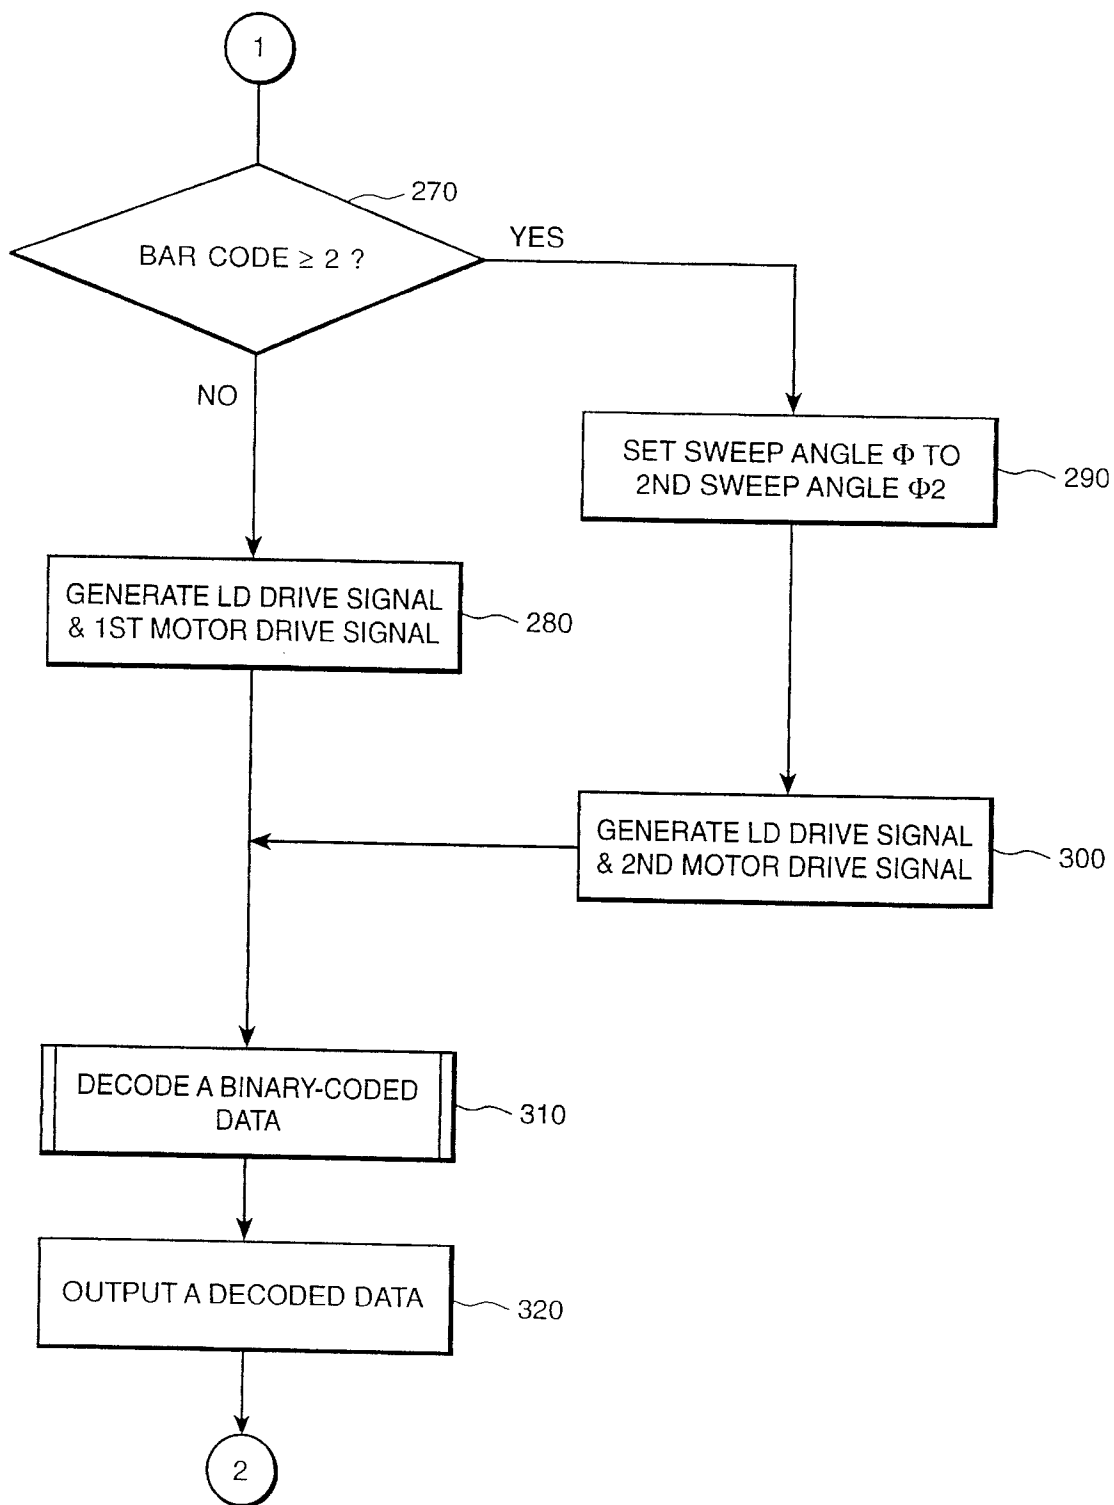 1
270
BAR CODE ≥ 2 ?
YES
NO
SET SWEEP ANGLE Φ TO
2ND SWEEP ANGLE Φ2
290
GENERATE LD DRIVE SIGNAL
& 1ST MOTOR DRIVE SIGNAL
280
GENERATE LD DRIVE SIGNAL
& 2ND MOTOR DRIVE SIGNAL
300
DECODE A BINARY-CODED
DATA
310
OUTPUT A DECODED DATA
320
2